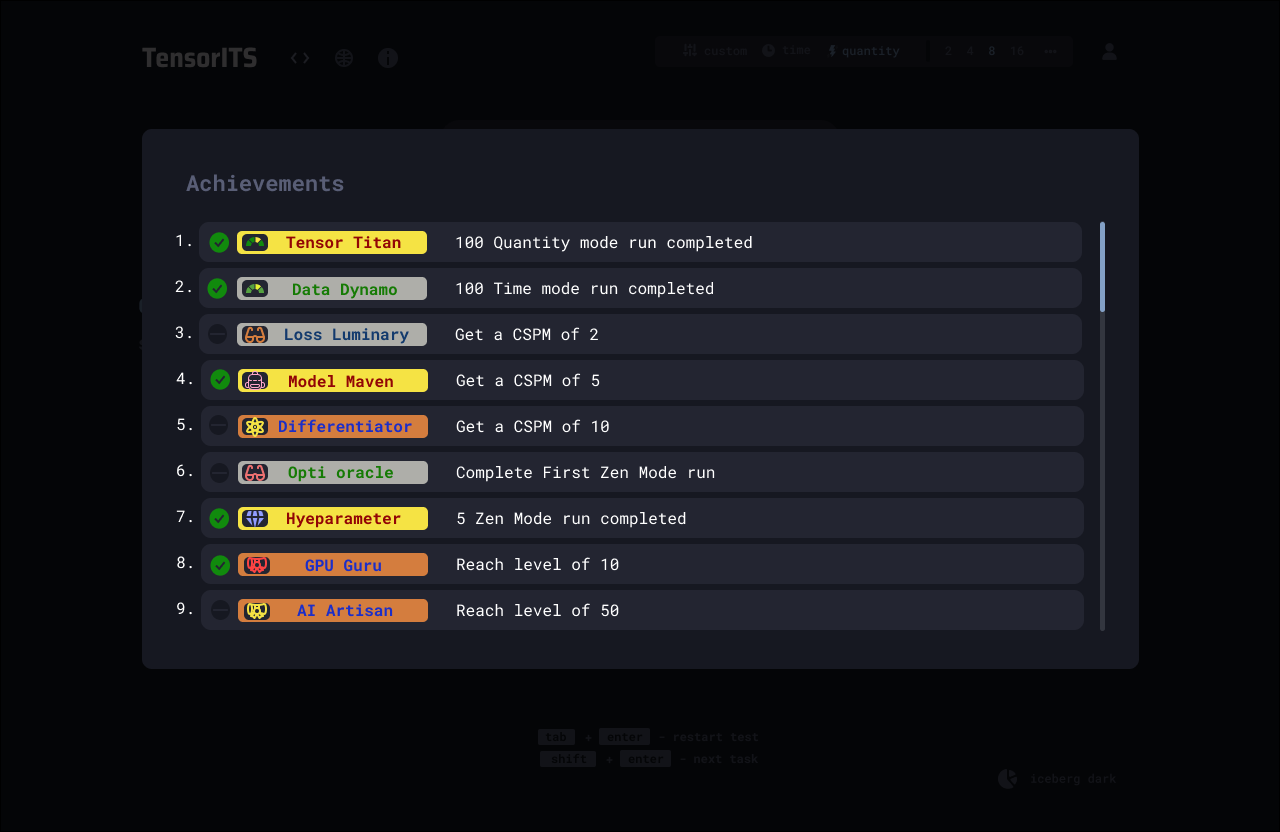 TensorITS <> custom time quantity 2 4 8 16 •••
Achievements
1. Tensor Titan 100 Quantity mode run completed
2. Data Dynamo 100 Time mode run completed
3. Loss Luminary Get a CSPM of 2
4. Model Maven Get a CSPM of 5
5. Differentiator Get a CSPM of 10
6. Opti oracle Complete First Zen Mode run
7. Hyeparameter 5 Zen Mode run completed
8. GPU Guru Reach level of 10
9. AI Artisan Reach level of 50
tab + enter - restart test
shift + enter - next task
iceberg dark